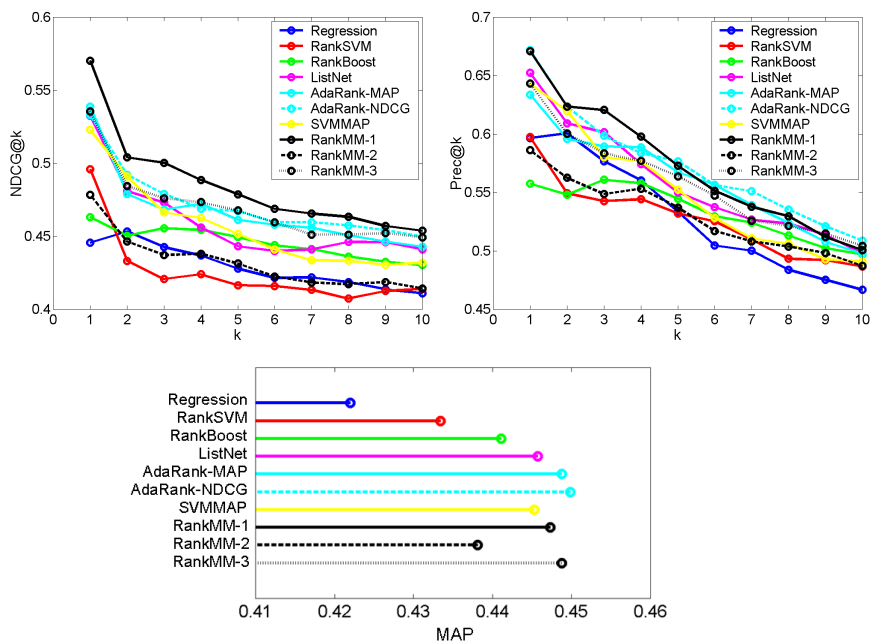 0.6
0.5
0.45
0.4
NDCG@k
0 1 2 3 4 5 6 7 8 9 10
k
Regression
RankSVM
RankBoost
ListNet
AdaRank-MAP
AdaRank-NDCG
SVMMAP
RankMM-1
RankMM-2
RankMM-3
0.7
0.65
0.6
0.55
0.5
0.45
Prec@k
0 1 2 3 4 5 6 7 8 9 10
k
Regression
RankSVM
RankBoost
ListNet
AdaRank-MAP
AdaRank-NDCG
SVMMAP
RankMM-1
RankMM-2
RankMM-3
Regression
RankSVM
RankBoost
ListNet
AdaRank-MAP
AdaRank-NDCG
SVMMAP
RankMM-1
RankMM-2
RankMM-3
0.41 0.42 0.43 0.44 0.45 0.46
MAP